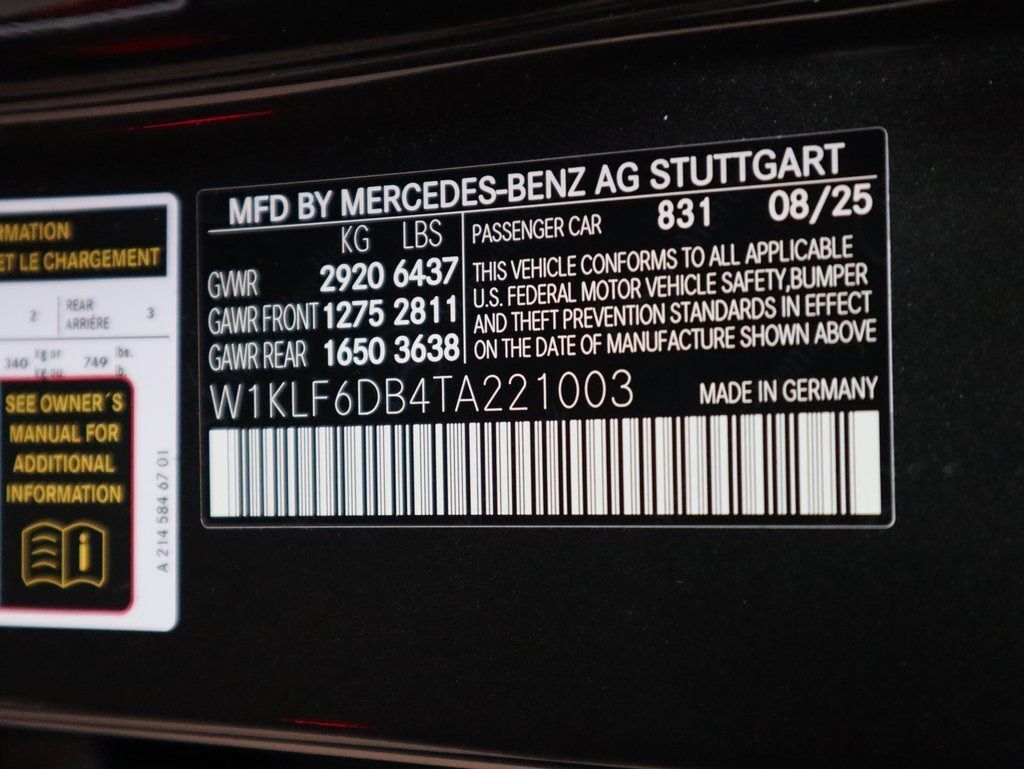 RMATION
ET LE CHARGEMENT
2 REAR ARRIÈRE 3
340 kg or 749 lbs.
SEE OWNER´S
MANUAL FOR
ADDITIONAL
INFORMATION
i
A 214 584 67 01
MFD BY MERCEDES-BENZ AG STUTTGART
KG LBS
GVWR 2920 6437
GAWR FRONT 1275 2811
GAWR REAR 1650 3638
PASSENGER CAR 831 08/25
THIS VEHICLE CONFORMS TO ALL APPLICABLE
U.S. FEDERAL MOTOR VEHICLE SAFETY,BUMPER
AND THEFT PREVENTION STANDARDS IN EFFECT
ON THE DATE OF MANUFACTURE SHOWN ABOVE
W1KLF6DB4TA221003 MADE IN GERMANY